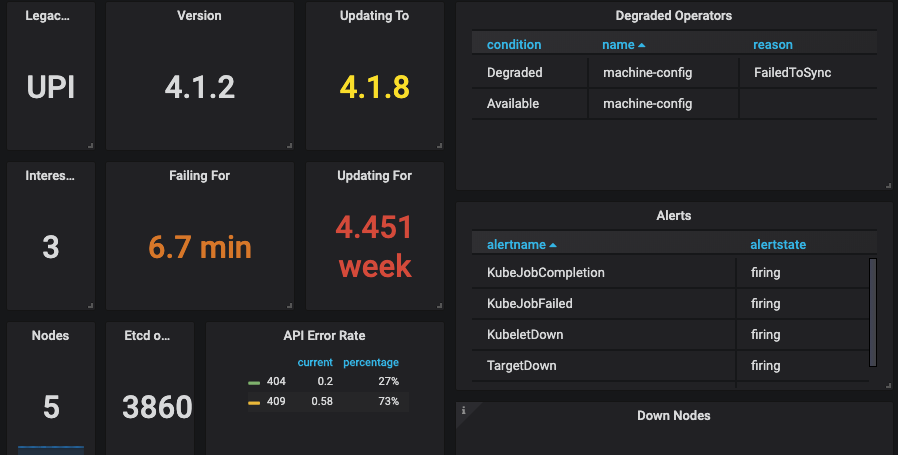 Legac...
Version
Updating To
UPI
4.1.2
4.1.8
Degraded Operators
condition name reason
Degraded machine-config FailedToSync
Available machine-config
Interes...
Failing For
Updating For
3
6.7 min
4.451
week
Alerts
alertname alertstate
KubeJobCompletion firing
KubeJobFailed firing
KubeletDown firing
TargetDown firing
Nodes
Etcd o...
API Error Rate
5
3860
current percentage
404 0.2 27%
409 0.58 73%
i
Down Nodes